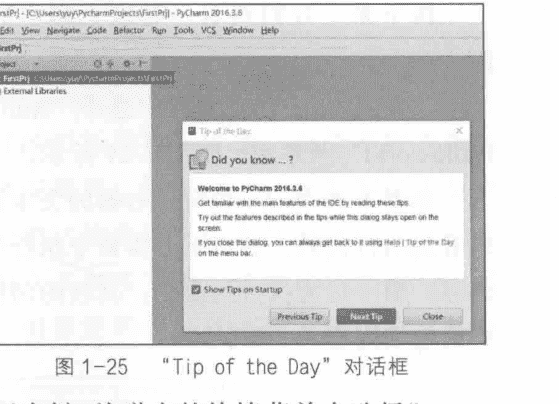 rstPrj - [C:\Users\yuy\PycharmProjects\FirstPrj] - PyCharm 2016.3.6
Edit View Navigate Code Refactor Run Tools VCS Window Help
irstPrj
oject
FirstPrj C:\Users\yuy\PycharmProjects\FirstPrj
External Libraries
Tip of the Day
Did you know ... ?
Welcome to PyCharm 2016.3.6
Get familiar with the main features of the IDE by reading these tips.
Try out the features described in the tips while this dialog stays open on the
screen.
If you close the dialog, you can always get back to it using Help | Tip of the Day
on the menu bar.
Show Tips on Startup
Previous Tip Next Tip Close
图 1-25 “Tip of the Day” 对话框